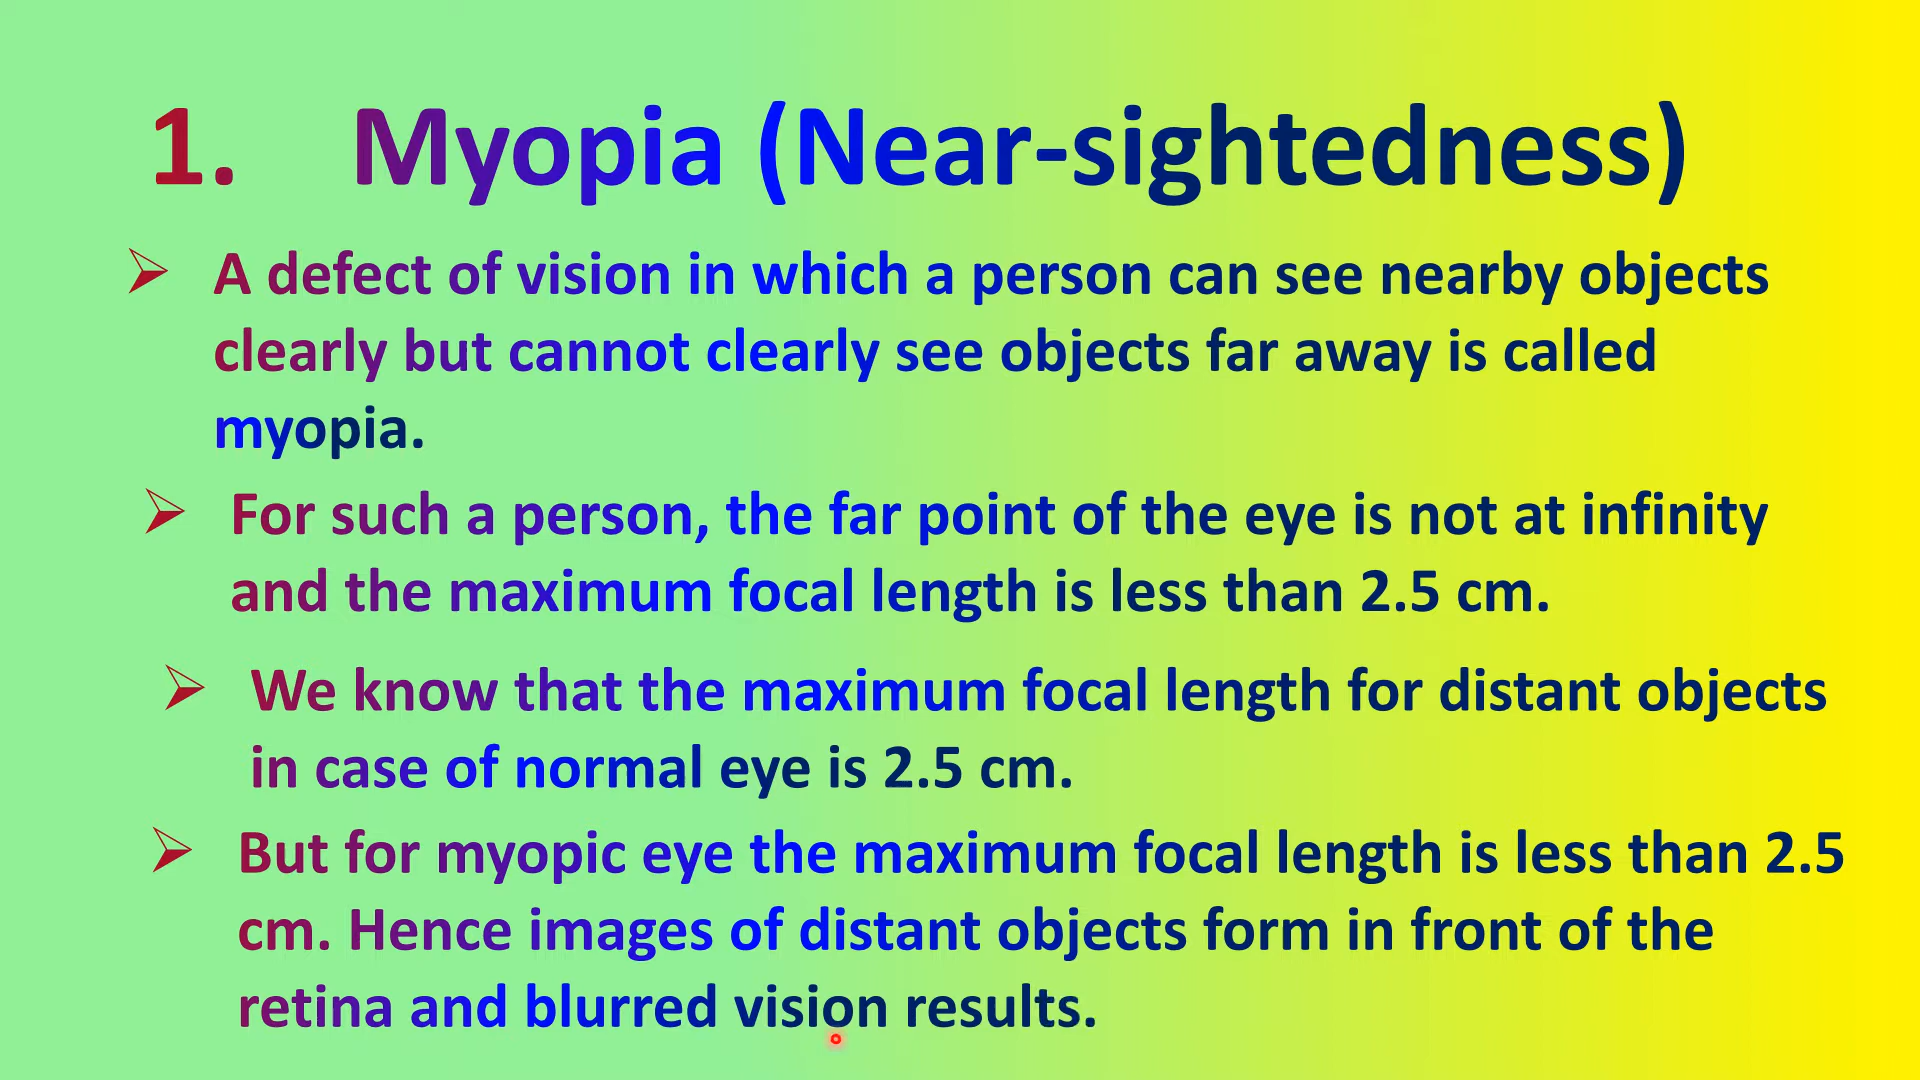 1. Myopia (Near-sightedness)
➢ A defect of vision in which a person can see nearby objects
clearly but cannot clearly see objects far away is called
myopia.
➢ For such a person, the far point of the eye is not at infinity
and the maximum focal length is less than 2.5 cm.
➢ We know that the maximum focal length for distant objects
in case of normal eye is 2.5 cm.
➢ But for myopic eye the maximum focal length is less than 2.5
cm. Hence images of distant objects form in front of the
retina and blurred vision results.